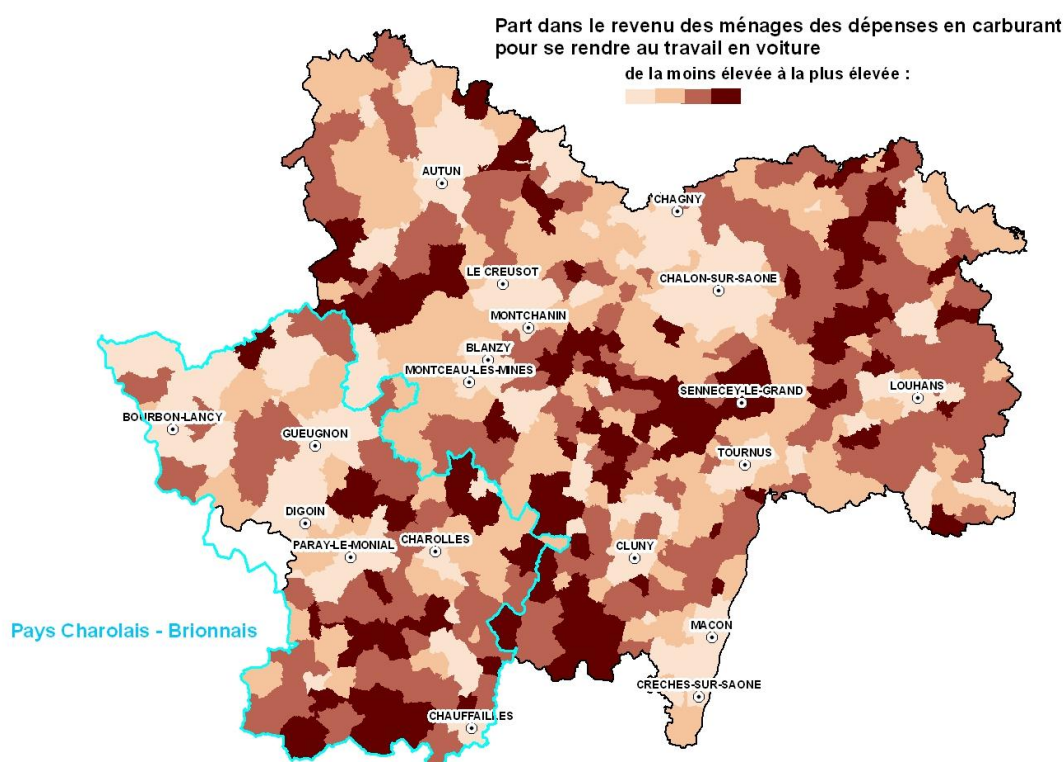 Part dans le revenu des ménages des dépenses en carburant
pour se rendre au travail en voiture
de la moins élevée à la plus élevée :
AUTUN
CHAGNY
LE CREUSOT
CHALON-SUR-SAONE
MONTCHANIN
BLANZY
MONTCEAU-LES-MINES
SENNECEY-LE-GRAND
LOUHANS
BOURBON-LANCY
GUEUGNON
TOURNUS
DIGOIN
PARAY-LE-MONIAL
CHAROLLES
CLUNY
Pays Charolais - Brionnais
MACON
CRECHES-SUR-SAONE
CHAUFFAILLES